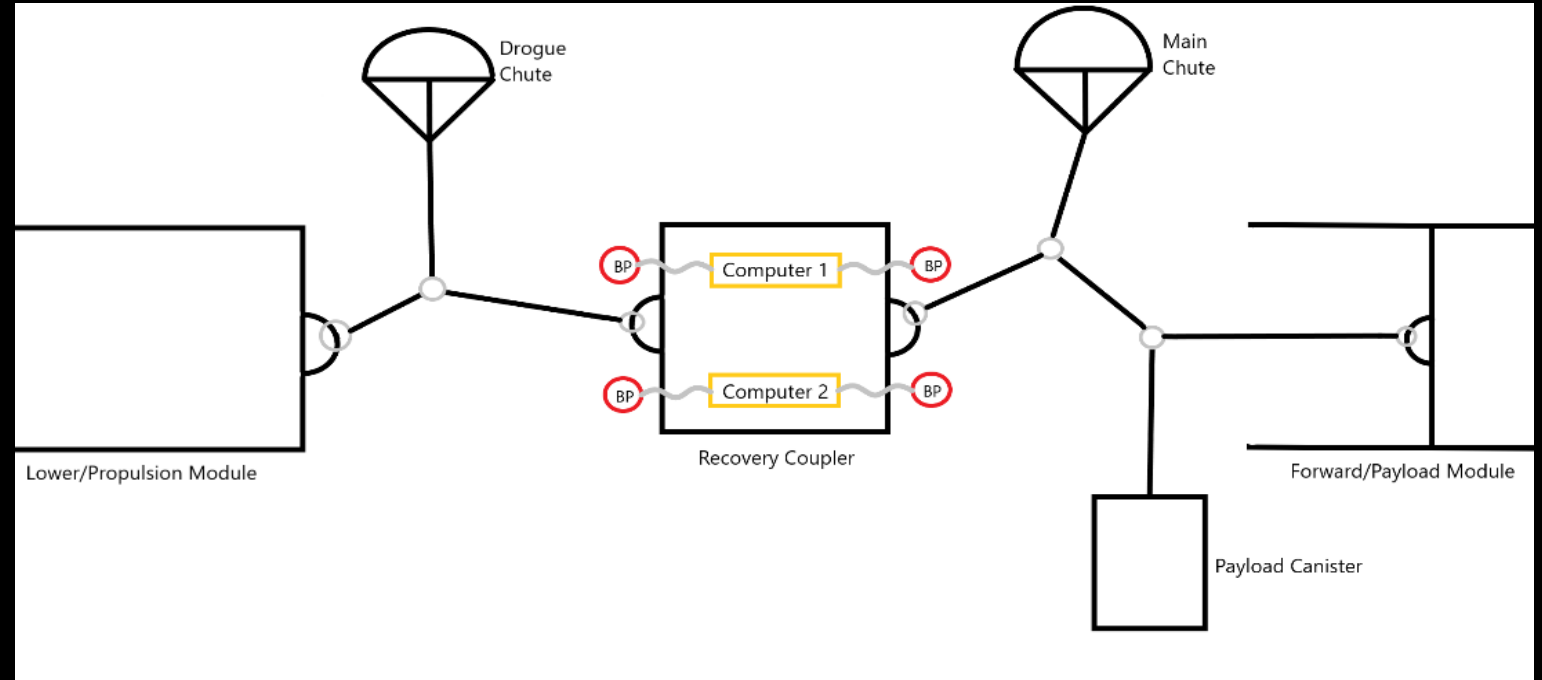 Drogue
Chute
Main
Chute
BP
Computer 1
BP
BP
Computer 2
BP
Recovery Coupler
Lower/Propulsion Module
Forward/Payload Module
Payload Canister